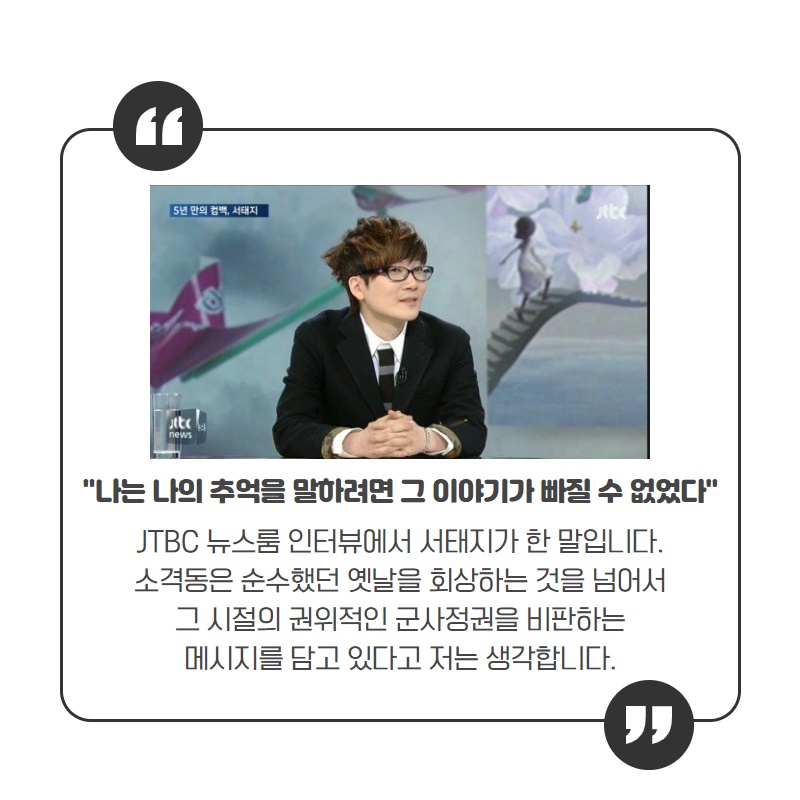 5년 만의 컴백, 서태지
jtbc
jtbc
news
"나는 나의 추억을 말하려면 그 이야기가 빠질 수 없었다"
JTBC 뉴스룸 인터뷰에서 서태지가 한 말입니다.
소격동은 순수했던 옛날을 회상하는 것을 넘어서
그 시절의 권위적인 군사정권을 비판하는
메시지를 담고 있다고 저는 생각합니다.